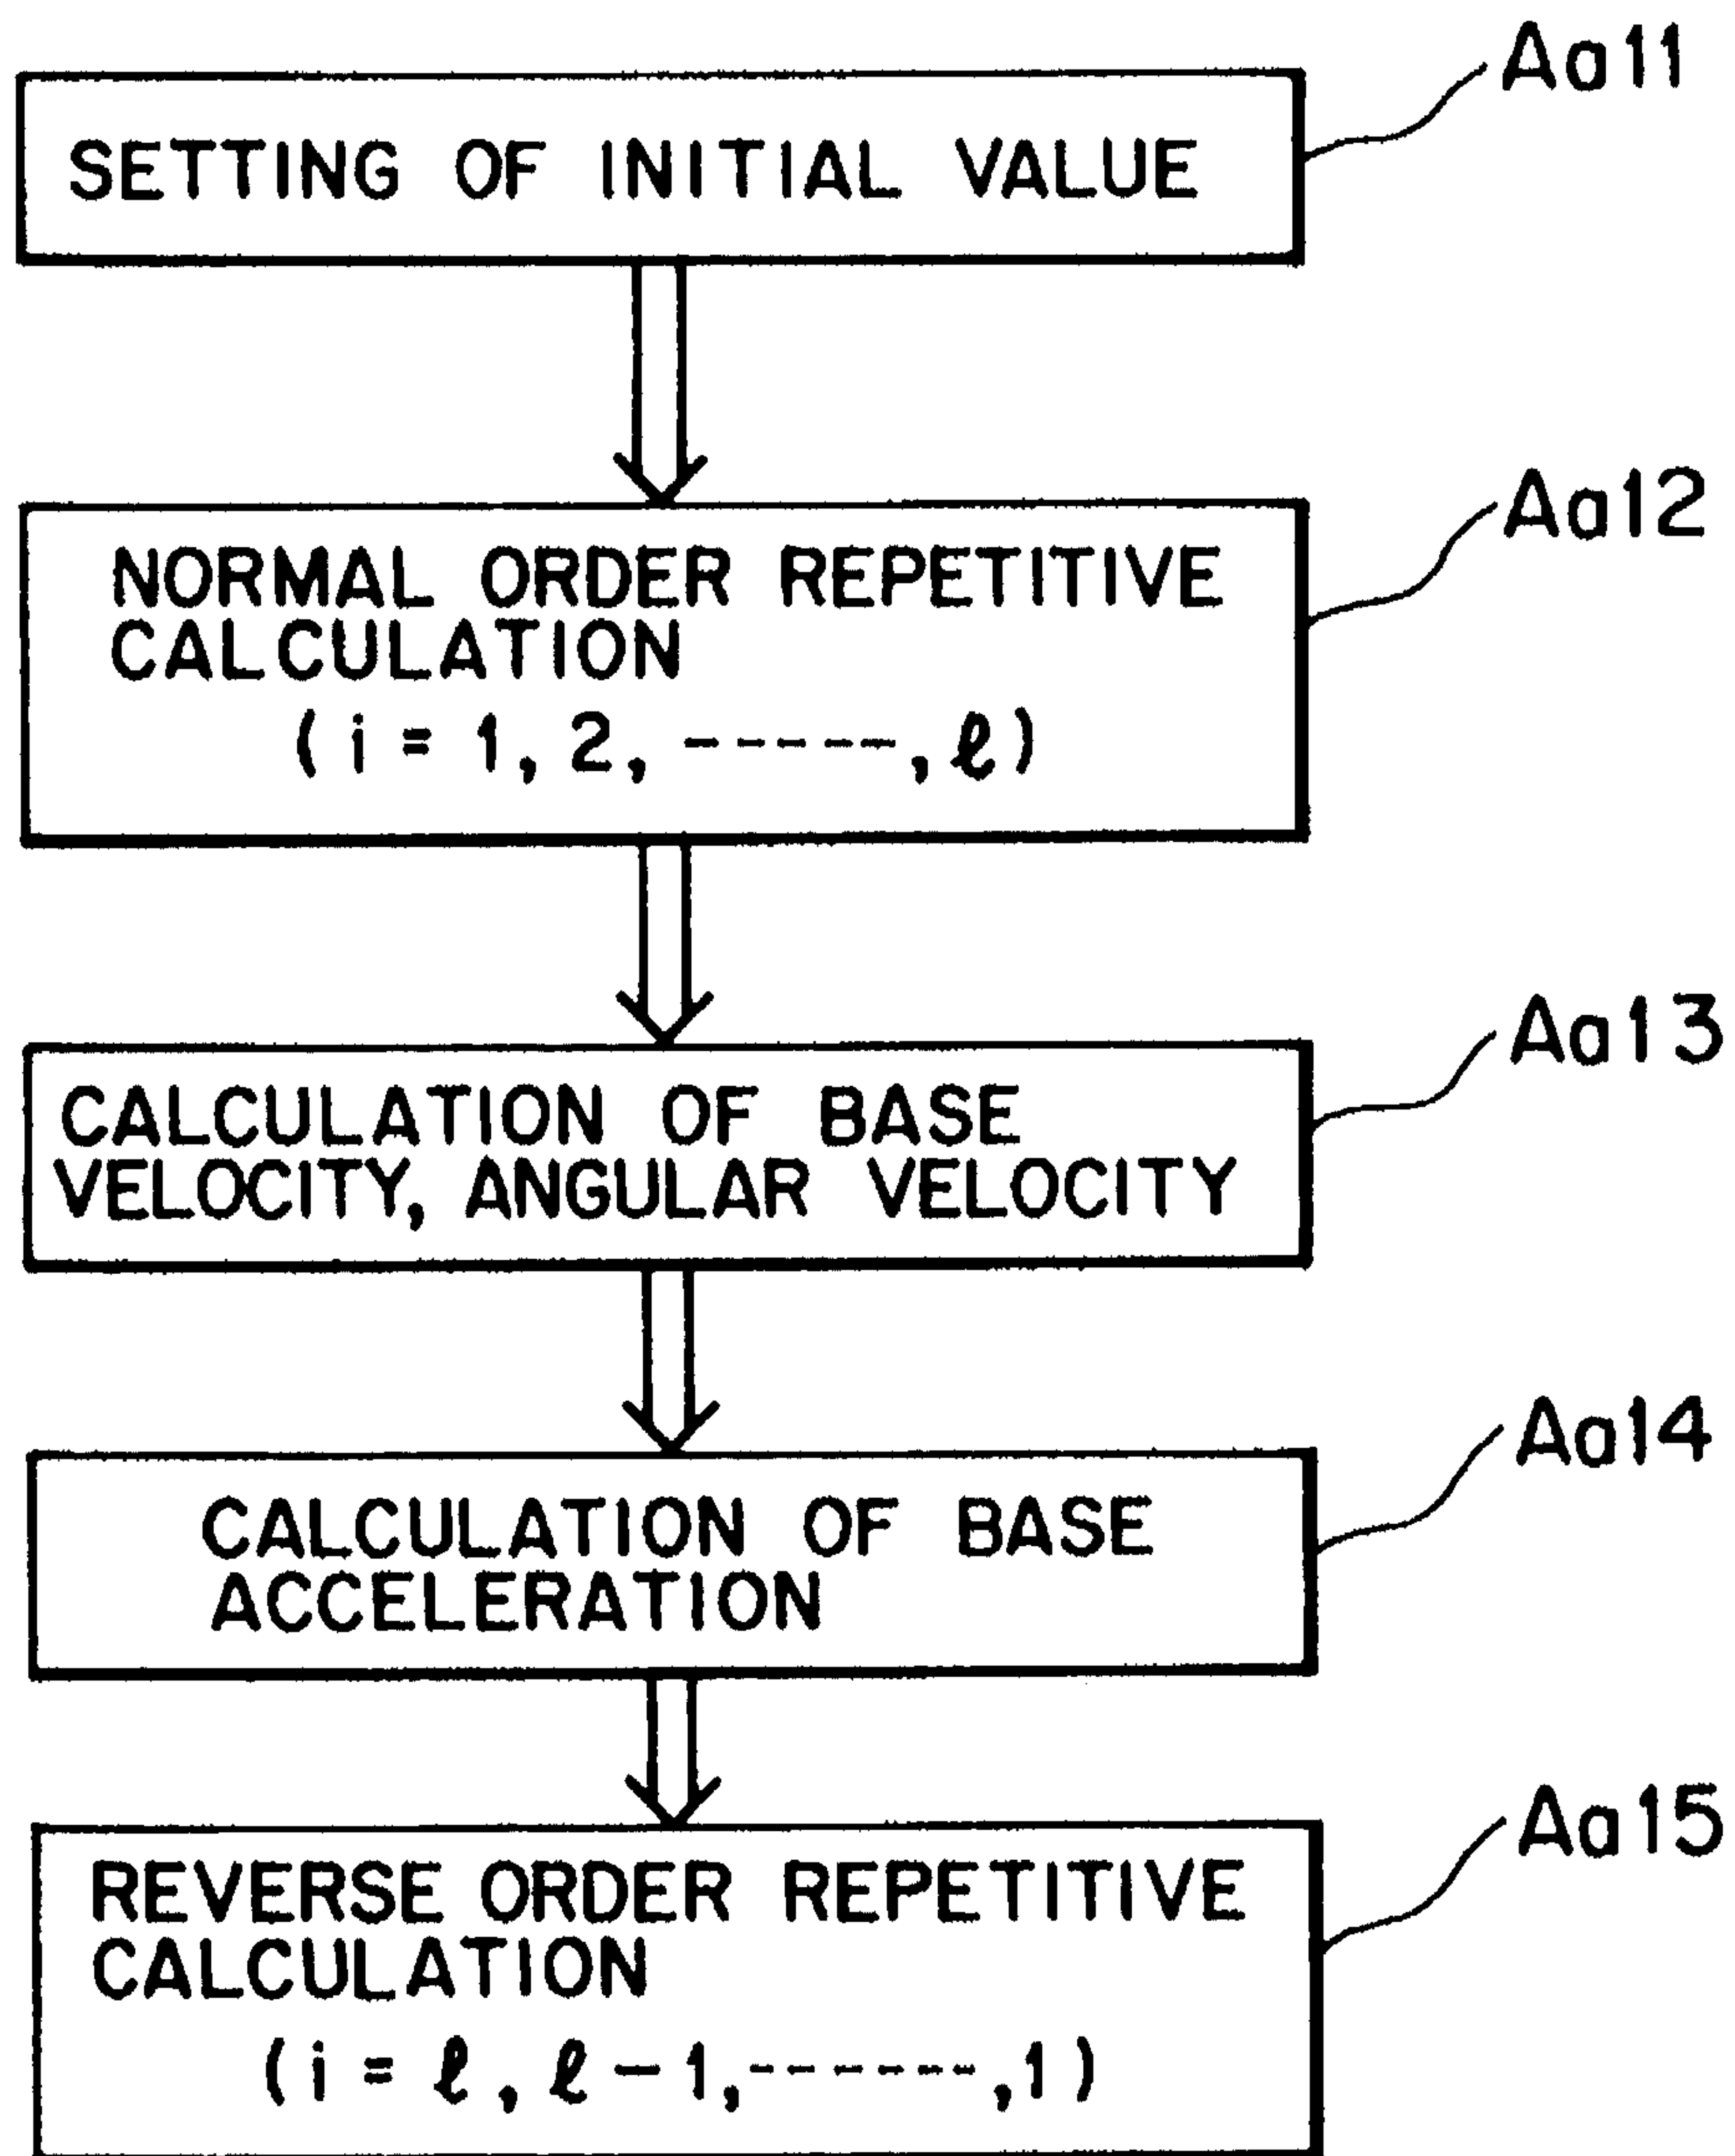 Aa11
SETTING OF INITIAL VALUE
Aa12
NORMAL ORDER REPETITIVE
CALCULATION
( i = 1, 2, -----, ℓ)
Aa13
CALCULATION OF BASE
VELOCITY, ANGULAR VELOCITY
Aa14
CALCULATION OF BASE
ACCELERATION
Aa15
REVERSE ORDER REPETITIVE
CALCULATION
( i = ℓ, ℓ-1, ------, 1 )